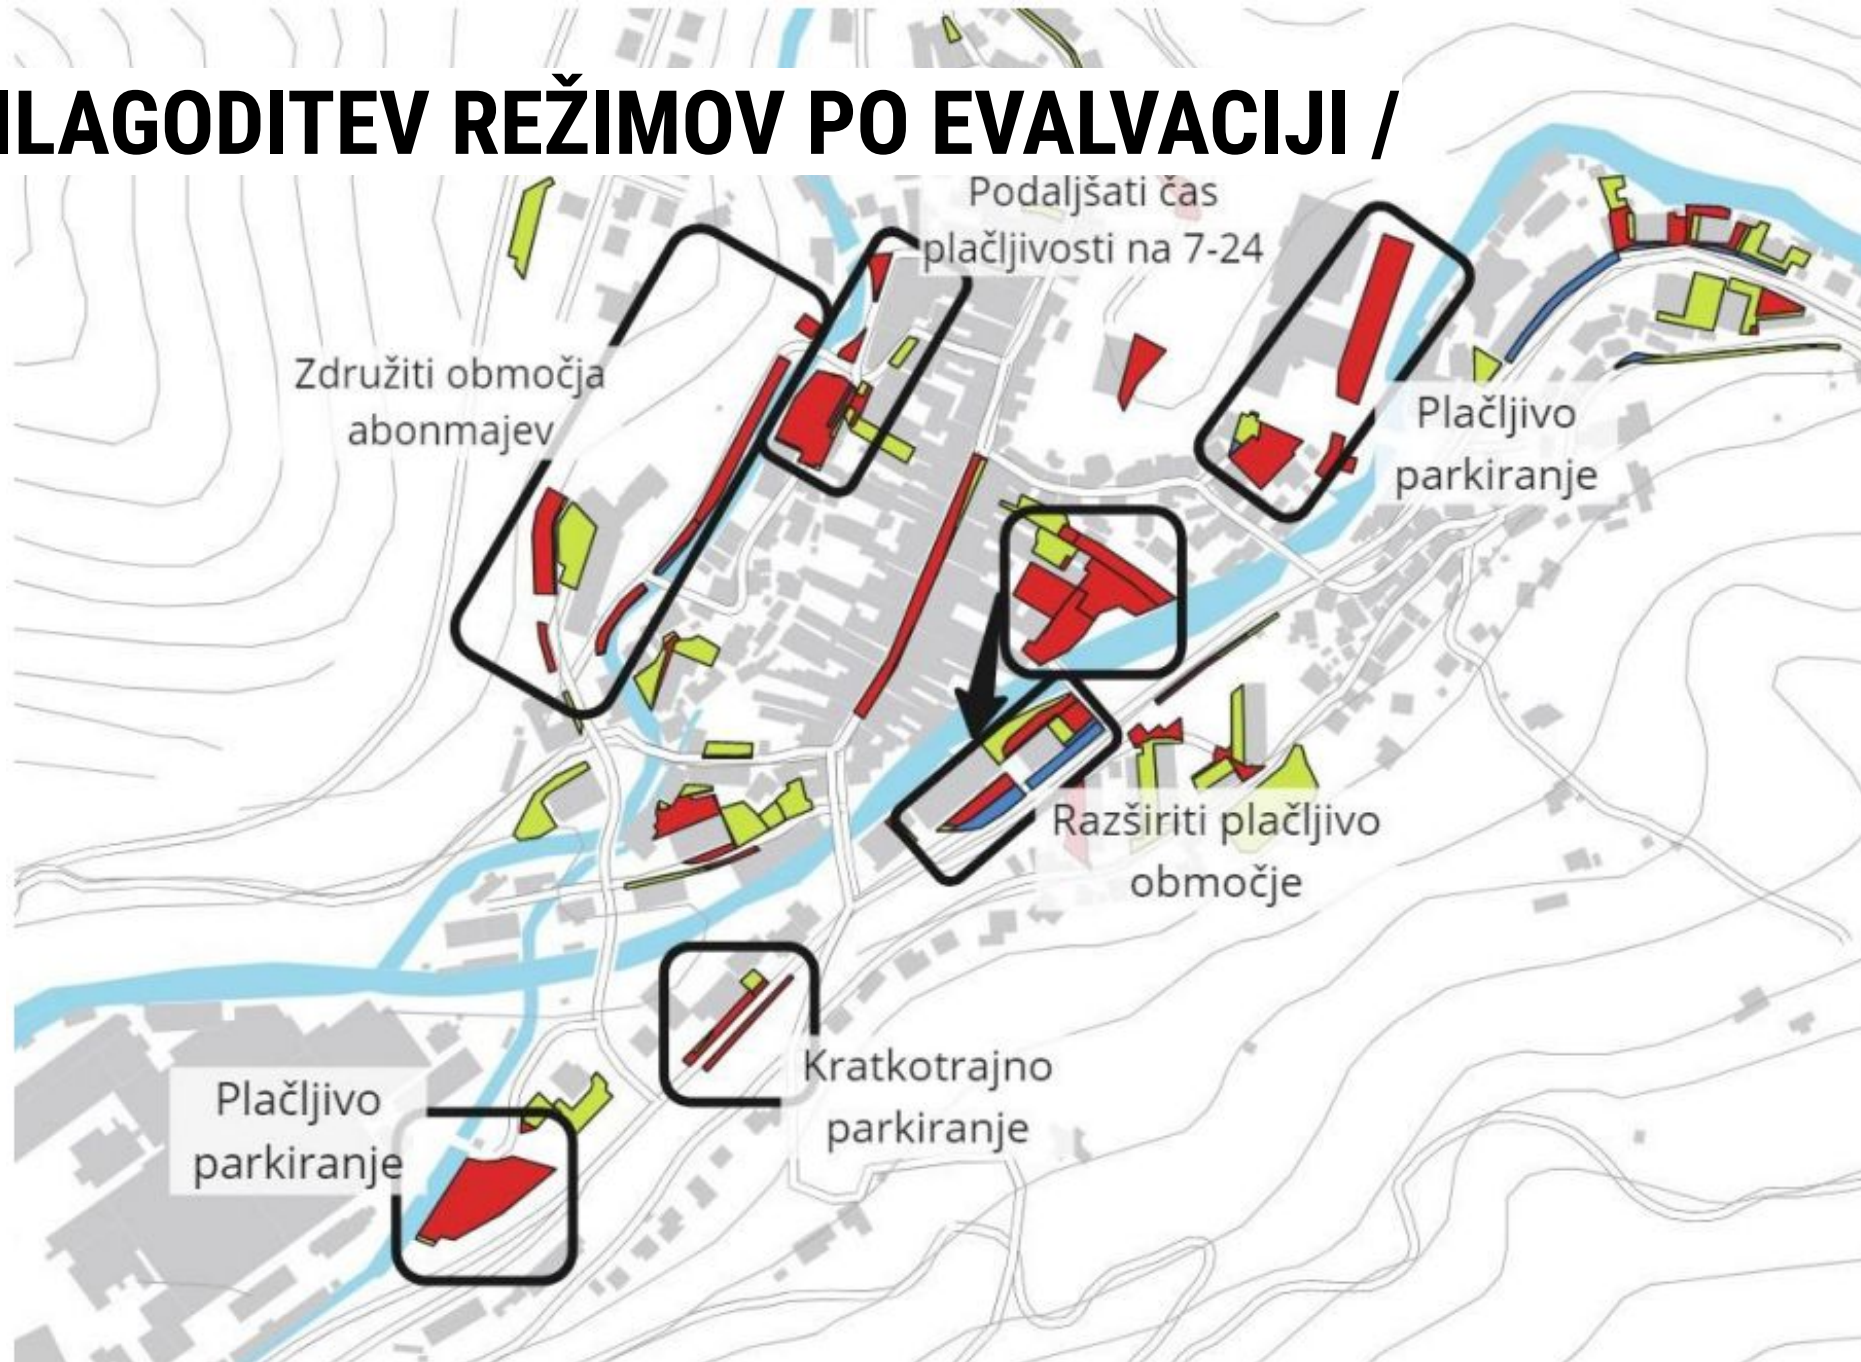 ILAGODITEV REŽIMOV PO EVALVACIJI /
Podaljšati čas
plačljivosti na 7-24
Združiti območja
abonmajev
Plačljivo
parkiranje
Razširiti plačljivo
območje
Kratkotrajno
parkiranje
Plačljivo
parkiranje